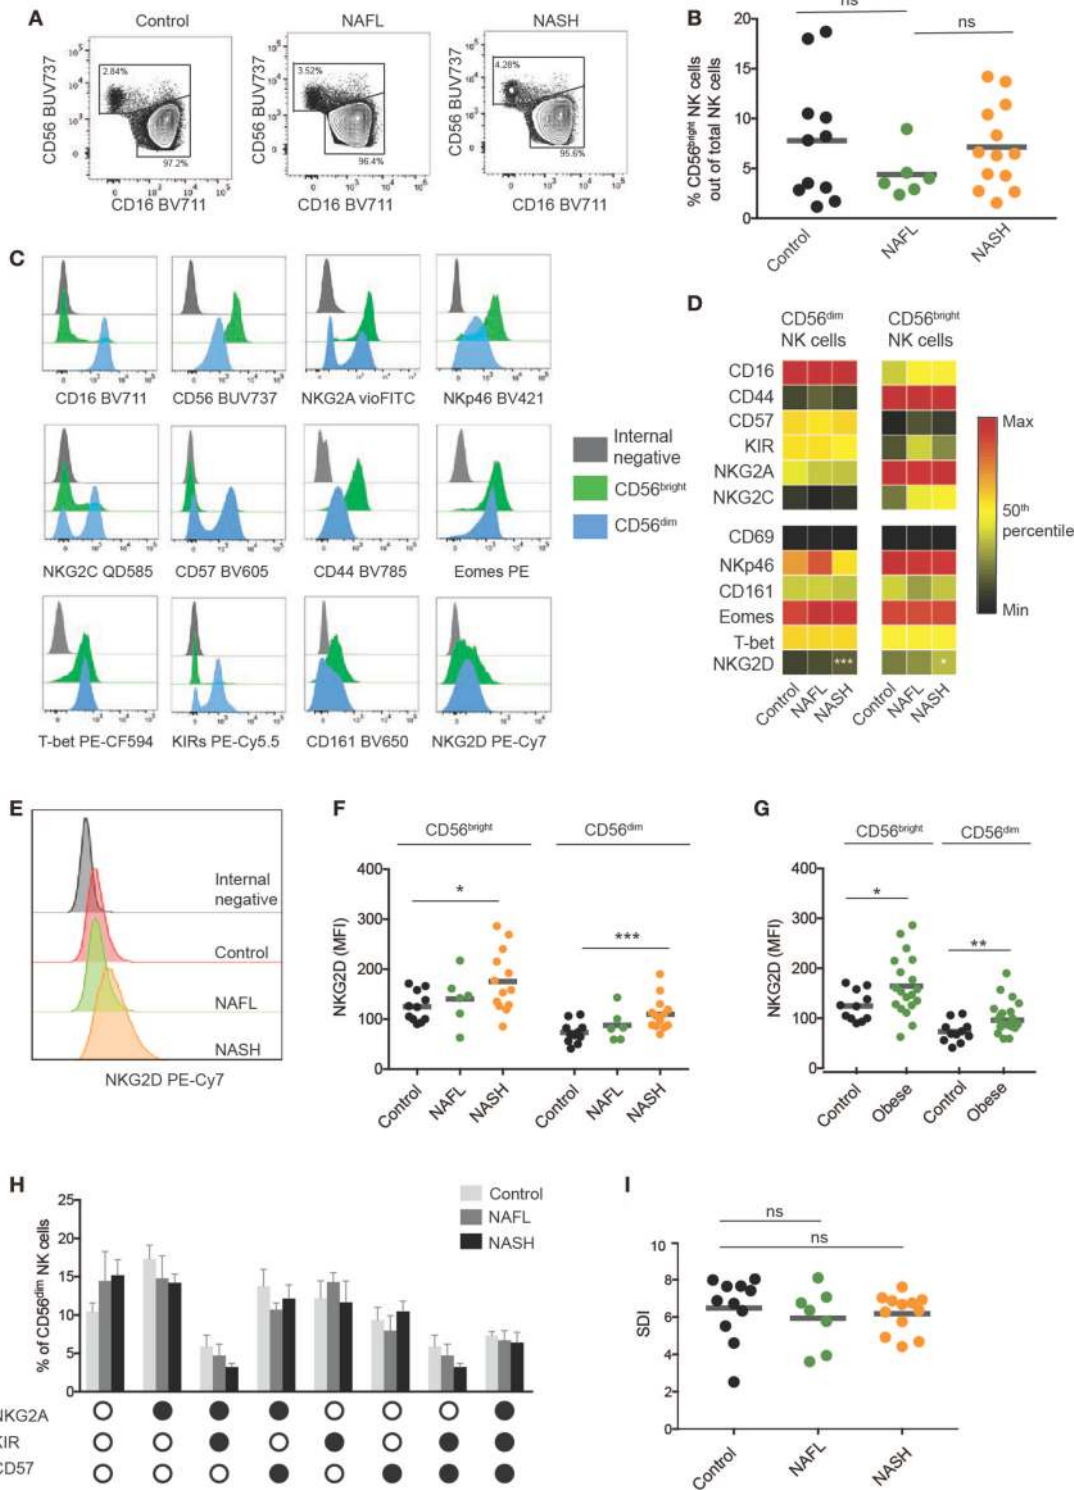 A
Control
NAFL
NASH
CD56 BUV737
CD56 BUV737
CD56 BUV737
2.84%
3.52%
4.28%
97.2%
96.4%
95.6%
CD16 BV711
CD16 BV711
CD16 BV711
B
ns
ns
% CD56bright NK cells
out of total NK cells
20
15
10
5
0
Control
NAFL
NASH
C
CD16 BV711
CD56 BUV737
NKG2A vioFITC
NKp46 BV421
NKG2C QD585
CD57 BV605
CD44 BV785
Eomes PE
T-bet PE-CF594
KIRs PE-Cy5.5
CD161 BV650
NKG2D PE-Cy7
Internal
negative
CD56bright
CD56dim
D
CD56dim
NK cells
CD56bright
NK cells
CD16
CD44
CD57
KIR
NKG2A
NKG2C
CD69
NKp46
CD161
Eomes
T-bet
NKG2D
***
*
Control
NAFL
NASH
Control
NAFL
NASH
Max
50th
percentile
Min
E
Internal
negative
Control
NAFL
NASH
NKG2D PE-Cy7
F
CD56bright
CD56dim
NKG2D (MFI)
400
300
200
100
0
*
***
Control
NAFL
NASH
Control
NAFL
NASH
G
CD56bright
CD56dim
NKG2D (MFI)
400
300
200
100
0
*
**
Control
Obese
Control
Obese
H
% of CD56dim NK cells
25
20
15
10
5
0
Control
NAFL
NASH
NKG2A
KIR
CD57
I
ns
ns
SDI
10
8
6
4
2
0
Control
NAFL
NASH